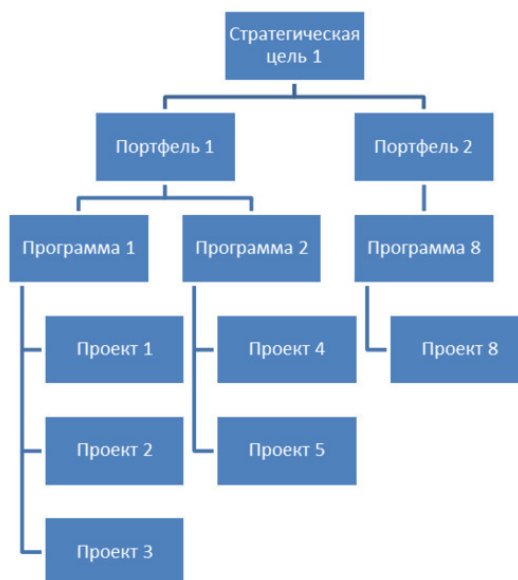 Стратегическая
цель 1
Портфель 1
Портфель 2
Программа 1
Программа 2
Программа 8
Проект 1
Проект 4
Проект 8
Проект 2
Проект 5
Проект 3